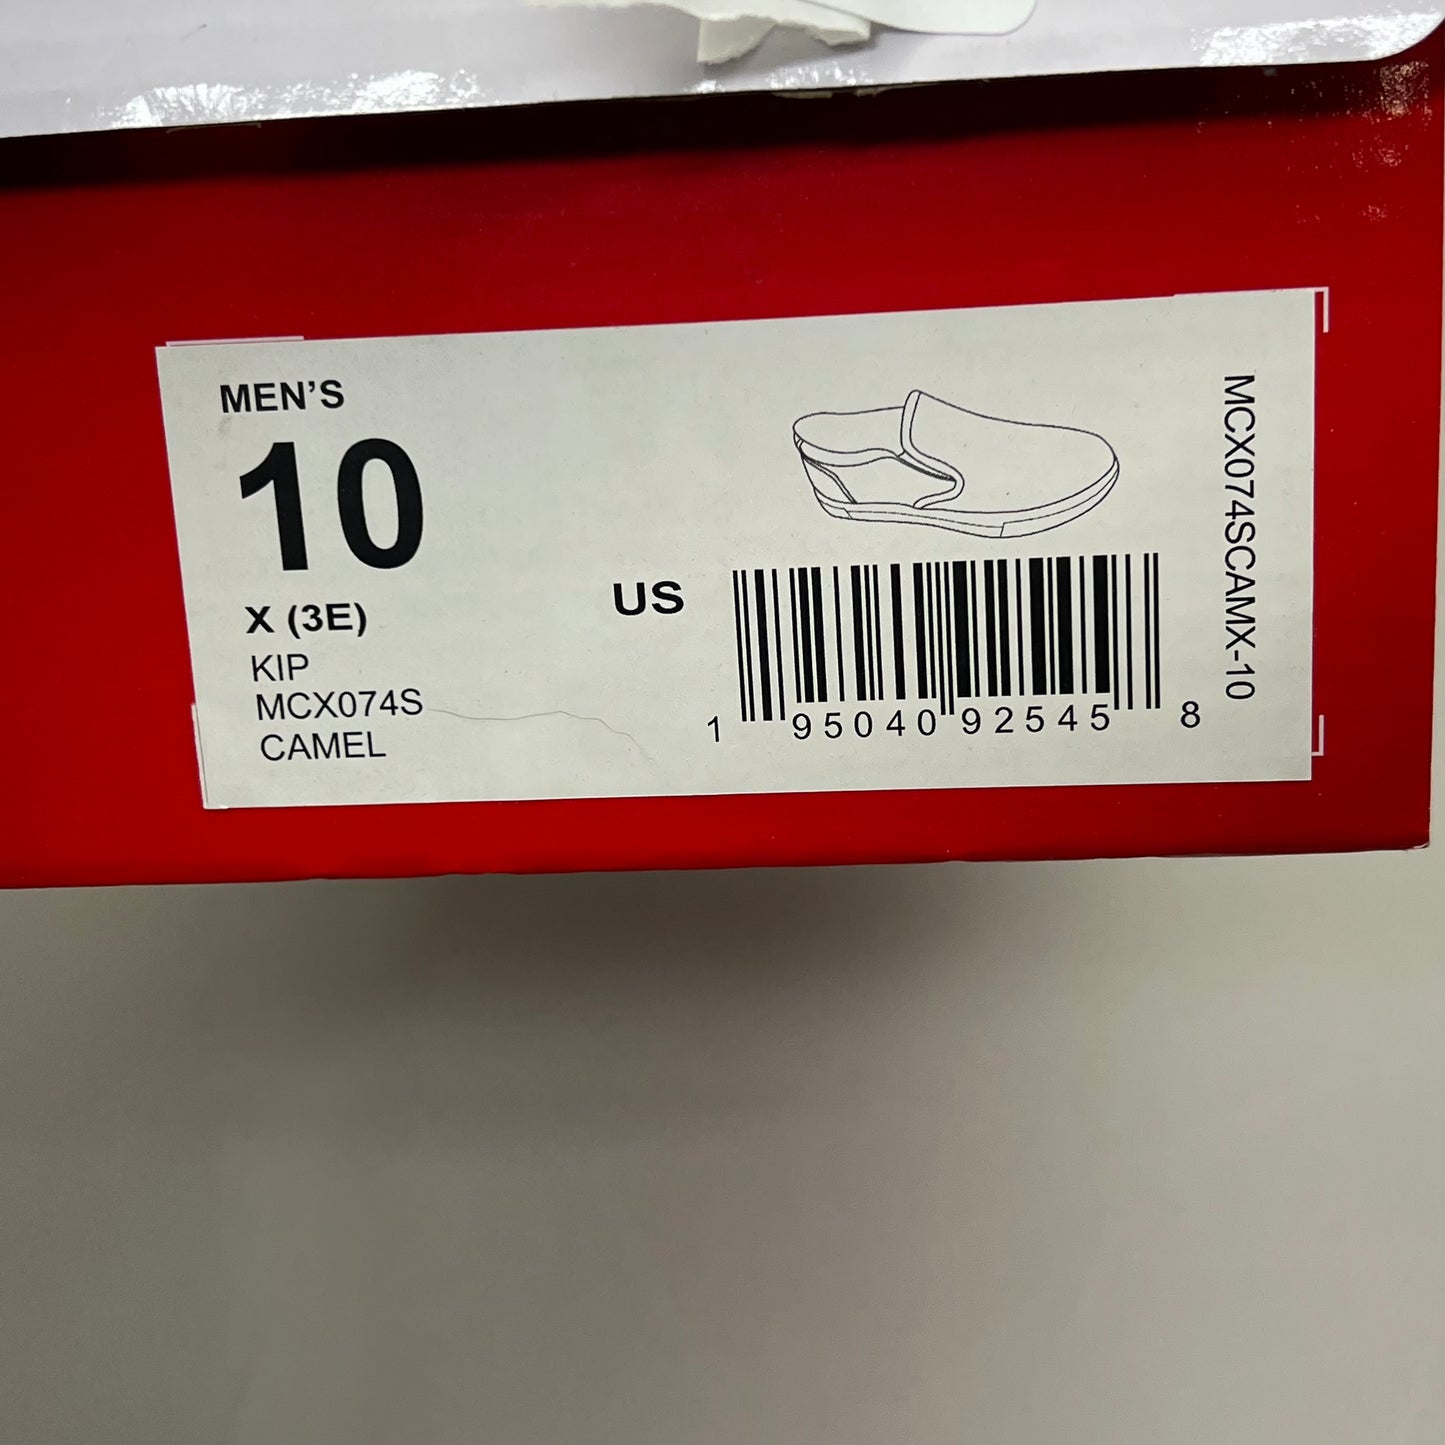 MEN'S
10
X (3E)
KIP
MCX074S
CAMEL
US
1 95040 92545 8
MCX074SCAMX-10